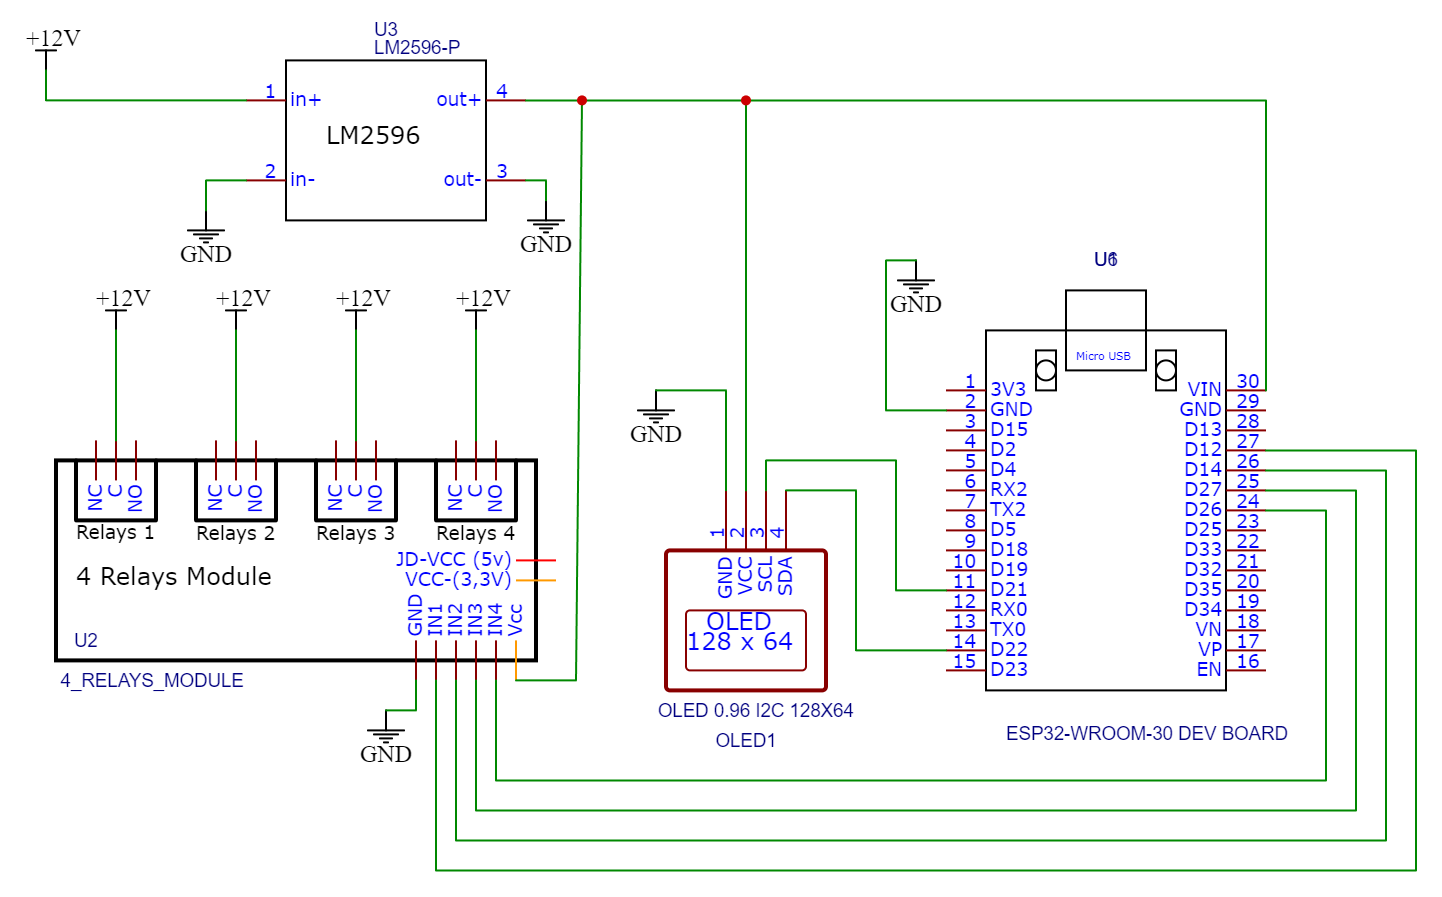 +12V
U3
LM2596-P
1
in+
out+
4
LM2596
2
in-
out-
3
GND
GND
+12V
+12V
+12V
+12V
NC
C
NO
NC
C
NO
NC
C
NO
NC
C
NO
Relays 1
Relays 2
Relays 3
Relays 4
JD-VCC (5v)
VCC-(3,3V)
4 Relays Module
GND
IN1
IN2
IN3
IN4
Vcc
U2
4_RELAYS_MODULE
GND
GND
1
2
3
4
GND
VCC
SCL
SDA
OLED
128 x 64
OLED 0.96 I2C 128X64
OLED1
GND
Micro USB
1 3V3
2 GND
3 D15
4 D2
5 D4
6 RX2
7 TX2
8 D5
9 D18
10 D19
11 D21
12 RX0
13 TX0
14 D22
15 D23
VIN 30
GND 29
D13 28
D12 27
D14 26
D27 25
D26 24
D25 23
D33 22
D32 21
D35 20
D34 19
VN 18
VP 17
EN 16
ESP32-WROOM-30 DEV BOARD